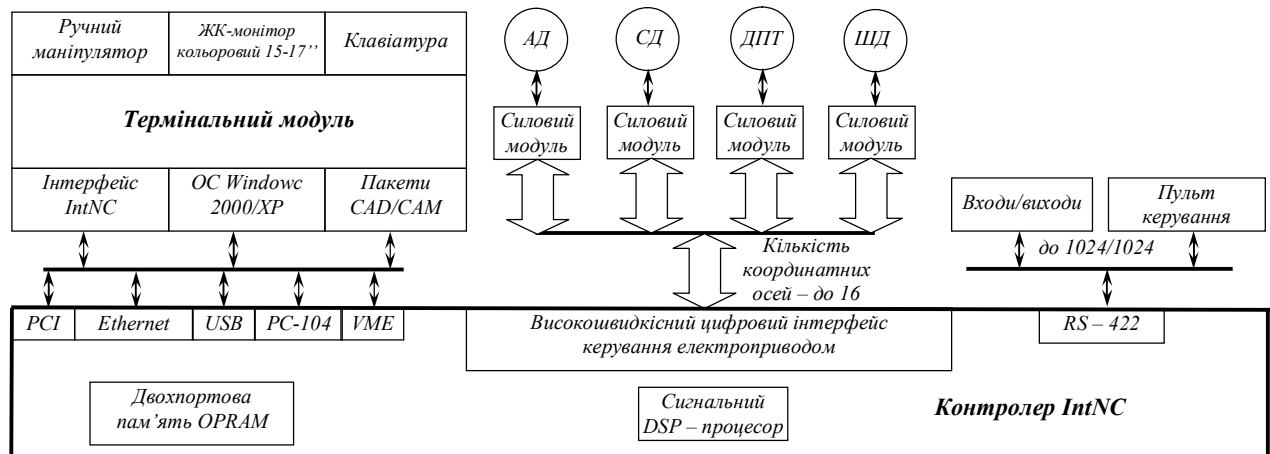 Ручний
маніпулятор
ЖК-монітор
кольоровий 15-17’’
Клавіатура
Термінальний модуль
Інтерфейс
IntNC
ОС Windowc
2000/XP
Пакети
CAD/CAM
АД
СД
ДПТ
ШД
Силовий
модуль
Силовий
модуль
Силовий
модуль
Силовий
модуль
Входи/виходи
Пульт
керування
до 1024/1024
Кількість
координатних
осей – до 16
PCI
Ethernet
USB
PC-104
VME
Високошвидкісний цифровий інтерфейс
керування електроприводом
RS – 422
Двохпортова
пам’ять OPRAM
Сигнальний
DSP – процесор
Контролер IntNC